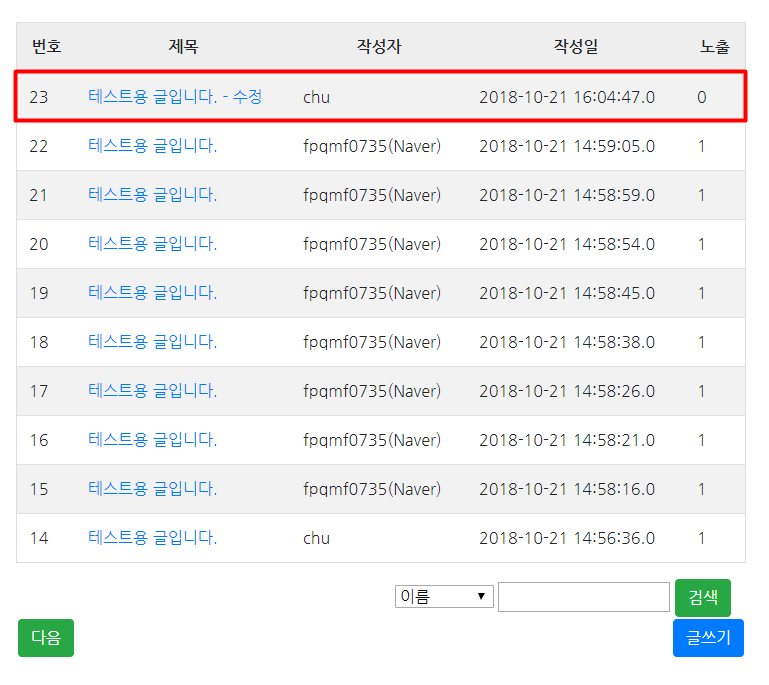 번호 제목 작성자 작성일 노출
23 테스트용 글입니다. - 수정 chu 2018-10-21 16:04:47.0 0
22 테스트용 글입니다. fpqmf0735(Naver) 2018-10-21 14:59:05.0 1
21 테스트용 글입니다. fpqmf0735(Naver) 2018-10-21 14:58:59.0 1
20 테스트용 글입니다. fpqmf0735(Naver) 2018-10-21 14:58:54.0 1
19 테스트용 글입니다. fpqmf0735(Naver) 2018-10-21 14:58:45.0 1
18 테스트용 글입니다. fpqmf0735(Naver) 2018-10-21 14:58:38.0 1
17 테스트용 글입니다. fpqmf0735(Naver) 2018-10-21 14:58:26.0 1
16 테스트용 글입니다. fpqmf0735(Naver) 2018-10-21 14:58:21.0 1
15 테스트용 글입니다. fpqmf0735(Naver) 2018-10-21 14:58:16.0 1
14 테스트용 글입니다. chu 2018-10-21 14:56:36.0 1
이름 검색
다음 글쓰기